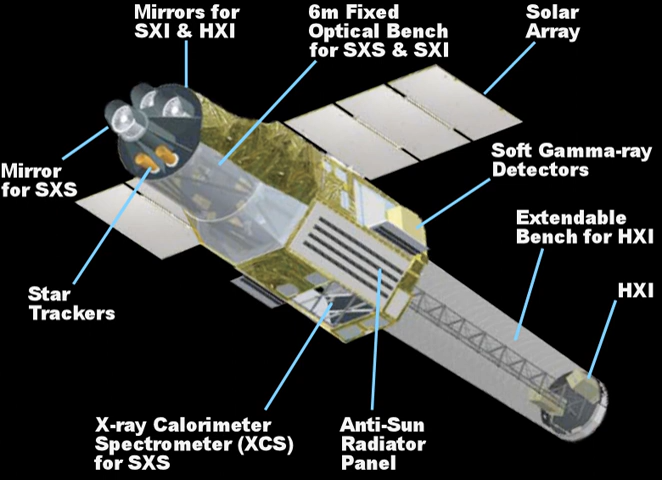 Mirrors for
SXI & HXI
6m Fixed
Optical Bench
for SXS & SXI
Solar
Array
Mirror
for SXS
Soft Gamma-ray
Detectors
Extendable
Bench for HXI
HXI
Star
Trackers
X-ray Calorimeter
Spectrometer (XCS)
for SXS
Anti-Sun
Radiator
Panel